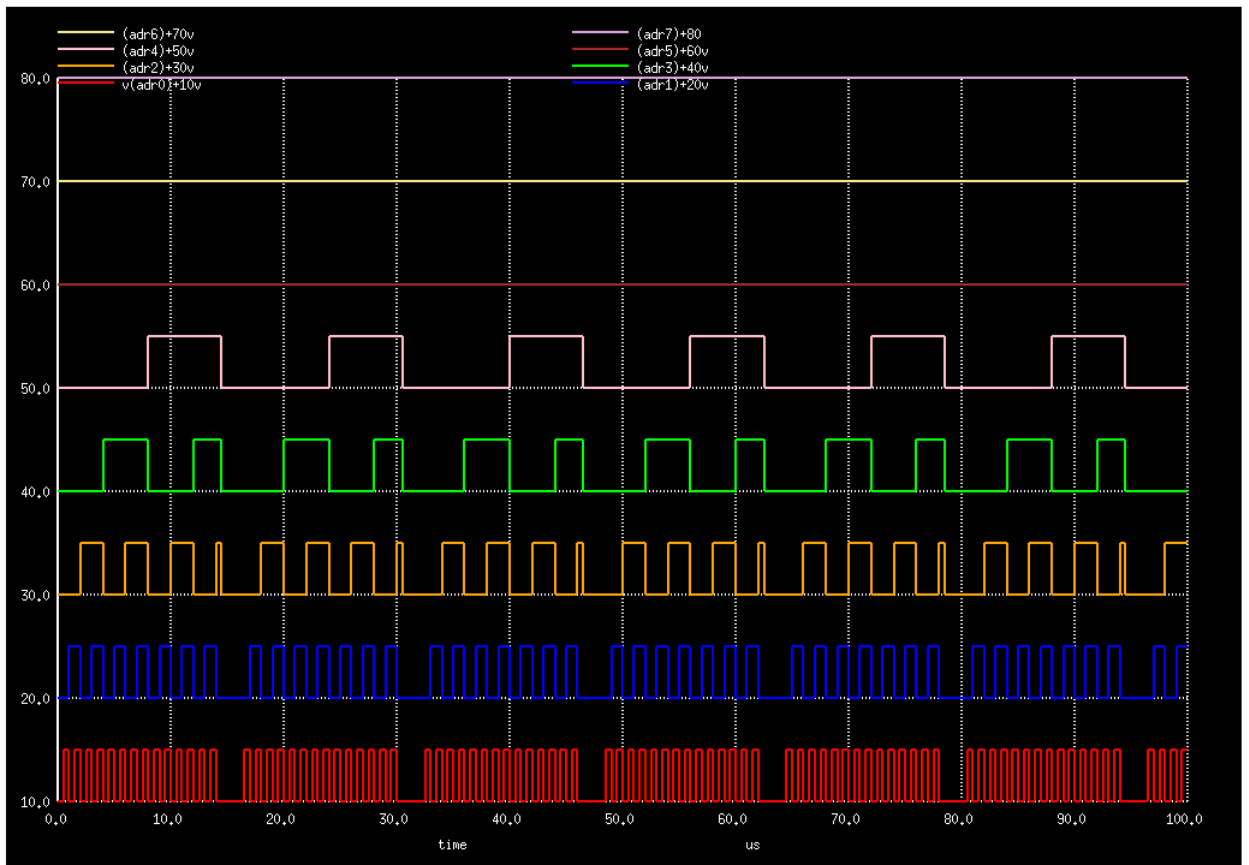 (adr6)+70v (adr7)+80
(adr4)+50v (adr5)+60v
(adr2)+30v (adr3)+40v
v(adr0)+10v (adr1)+20v
80.0
70.0
60.0
50.0
40.0
30.0
20.0
10.0
0.0 10.0 20.0 30.0 40.0 50.0 60.0 70.0 80.0 90.0 100.0
time us